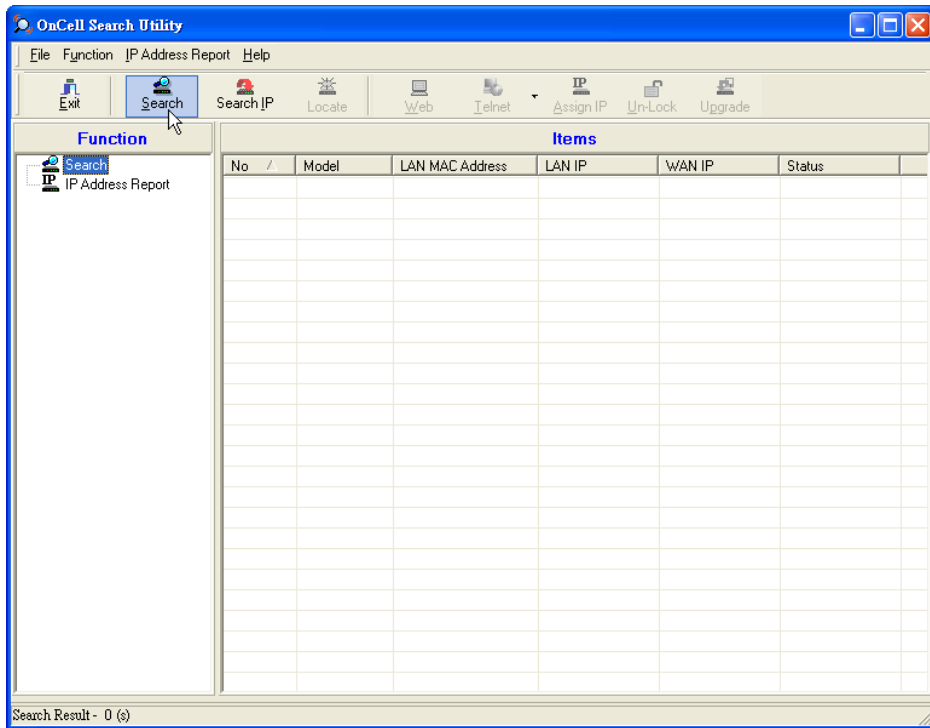 OnCell Search Utility
File Function IP Address Report Help
Exit Search Search IP Locate Web Telnet Assign IP Un-Lock Upgrade
Function Items
Search
IP Address Report
No Model LAN MAC Address LAN IP WAN IP Status
Search Result - 0 (s)